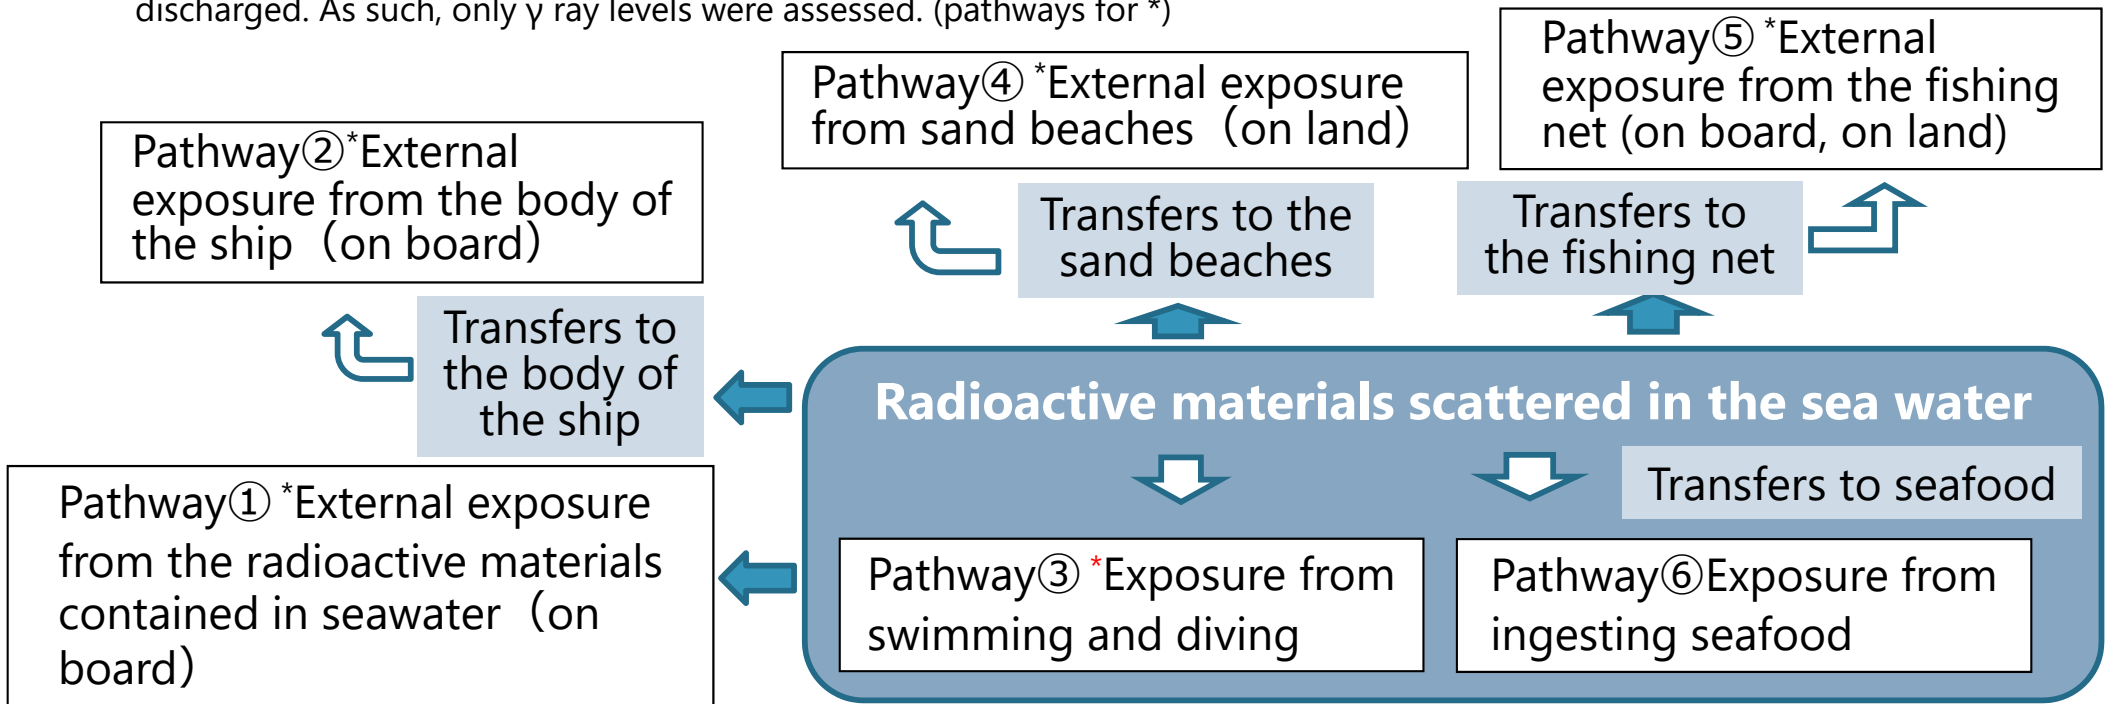 discharged. As such, only γ ray levels were assessed. (pathways for *)
Pathway⑤ *External
exposure from the fishing
net (on board, on land)
Pathway④ *External exposure
from sand beaches（on land）
Pathway②*External
exposure from the body of
the ship（on board）
Transfers to the
sand beaches
Transfers to
the fishing net
Transfers to
the body of
the ship
Radioactive materials scattered in the sea water
Transfers to seafood
Pathway① *External exposure
from the radioactive materials
contained in seawater（on
board）
Pathway③ *Exposure from
swimming and diving
Pathway⑥Exposure from
ingesting seafood